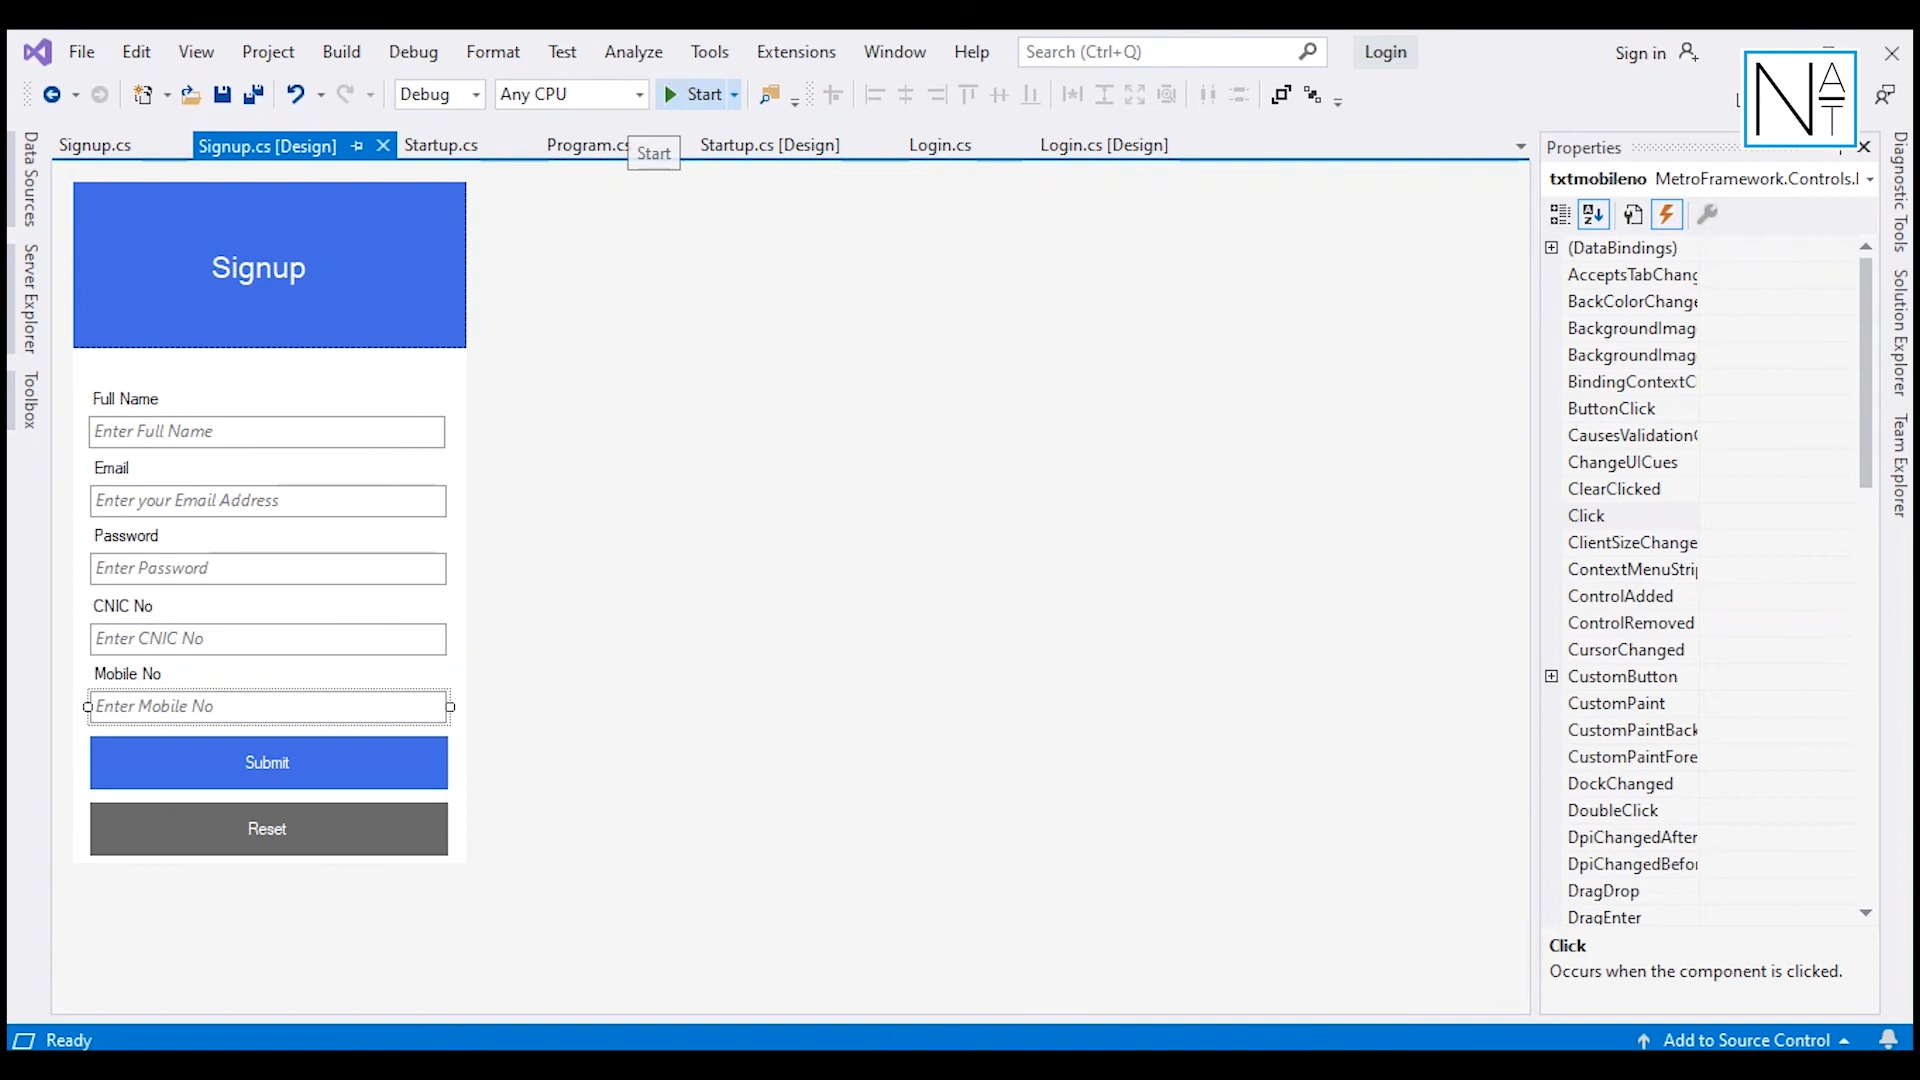 File Edit View Project Build Debug Format Test Analyze Tools Extensions Window Help Search (Ctrl+Q) Login Sign in
Debug Any CPU Start
NAT
Signup.cs Signup.cs [Design] Startup.cs Program.cs Startup.cs [Design] Login.cs Login.cs [Design]
Start
Data Sources
Server Explorer
Toolbox
Signup
Full Name
Enter Full Name
Email
Enter your Email Address
Password
Enter Password
CNIC No
Enter CNIC No
Mobile No
Enter Mobile No
Submit
Reset
Properties
txtmobileno MetroFramework.Controls.
(DataBindings)
AcceptsTabChang
BackColorChange
BackgroundImag
BackgroundImag
BindingContextC
ButtonClick
CausesValidation
ChangeUICues
ClearClicked
Click
ClientSizeChange
ContextMenuStrip
ControlAdded
ControlRemoved
CursorChanged
CustomButton
CustomPaint
CustomPaintBack
CustomPaintFore
DockChanged
DoubleClick
DpiChangedAfter
DpiChangedBefor
DragDrop
DragEnter
Click
Occurs when the component is clicked.
Diagnostic Tools
Solution Explorer
Team Explorer
Ready Add to Source Control